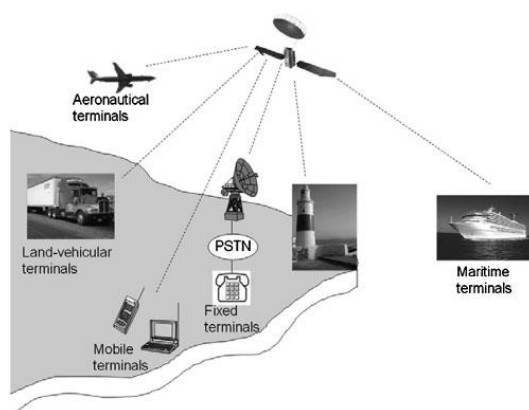 Aeronautical
terminals
Land-vehicular
terminals
PSTN
Fixed
terminals
Mobile
terminals
Maritime
terminals